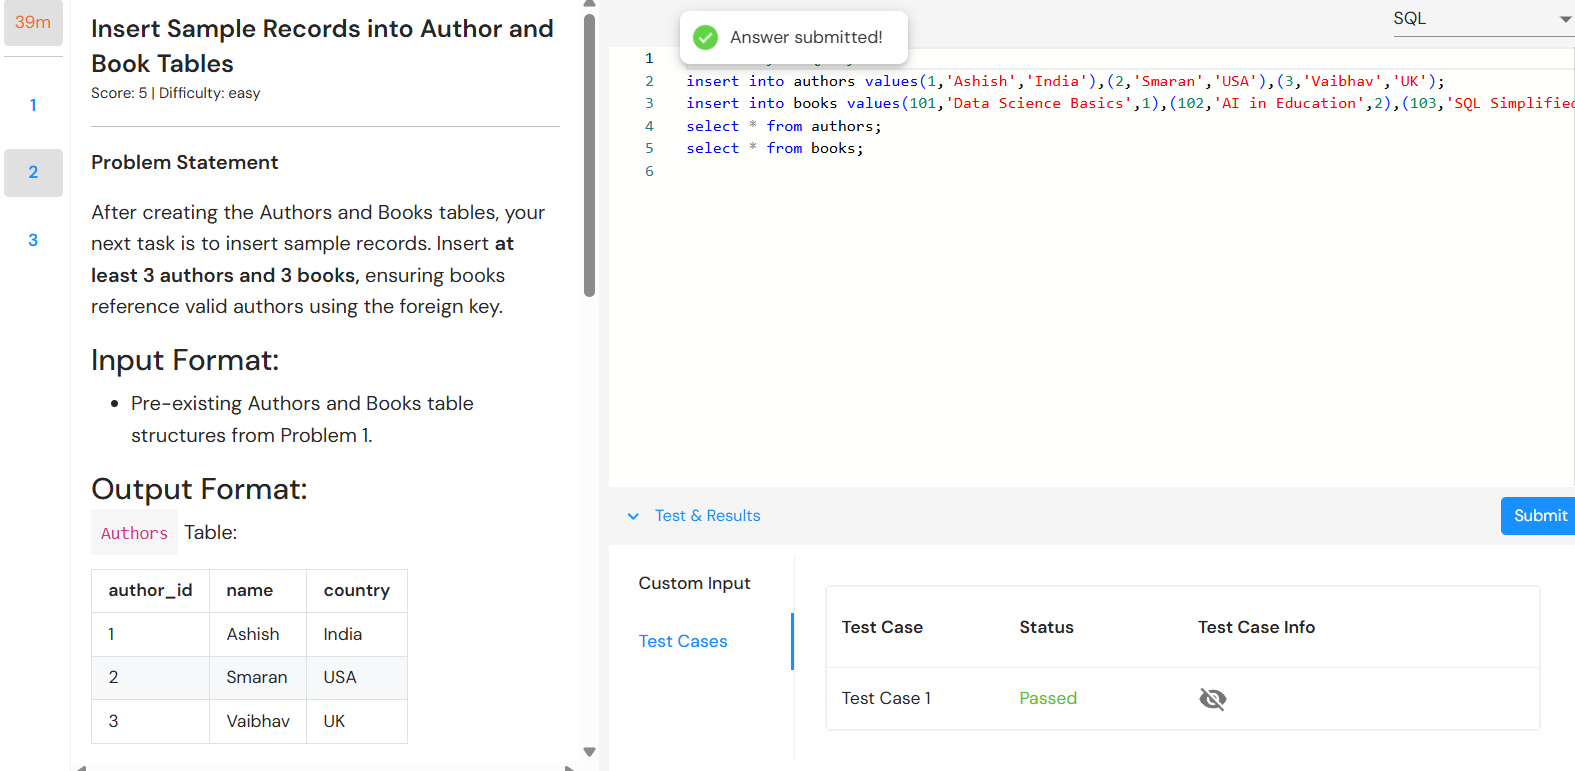 39m
1
2
3
Insert Sample Records into Author and
Book Tables
Score: 5 | Difficulty: easy
Problem Statement
After creating the Authors and Books tables, your
next task is to insert sample records. Insert at
least 3 authors and 3 books, ensuring books
reference valid authors using the foreign key.
Input Format:
Pre-existing Authors and Books table
structures from Problem 1.
Output Format:
Authors Table:
author_id name country
1 Ashish India
2 Smaran USA
3 Vaibhav UK
Answer submitted!
SQL
1
2 insert into authors values(1,'Ashish','India'),(2,'Smaran','USA'),(3,'Vaibhav','UK');
3 insert into books values(101,'Data Science Basics',1),(102,'AI in Education',2),(103,'SQL Simplified
4 select * from authors;
5 select * from books;
6
Test & Results
Submit
Custom Input
Test Cases
Test Case Status Test Case Info
Test Case 1 Passed